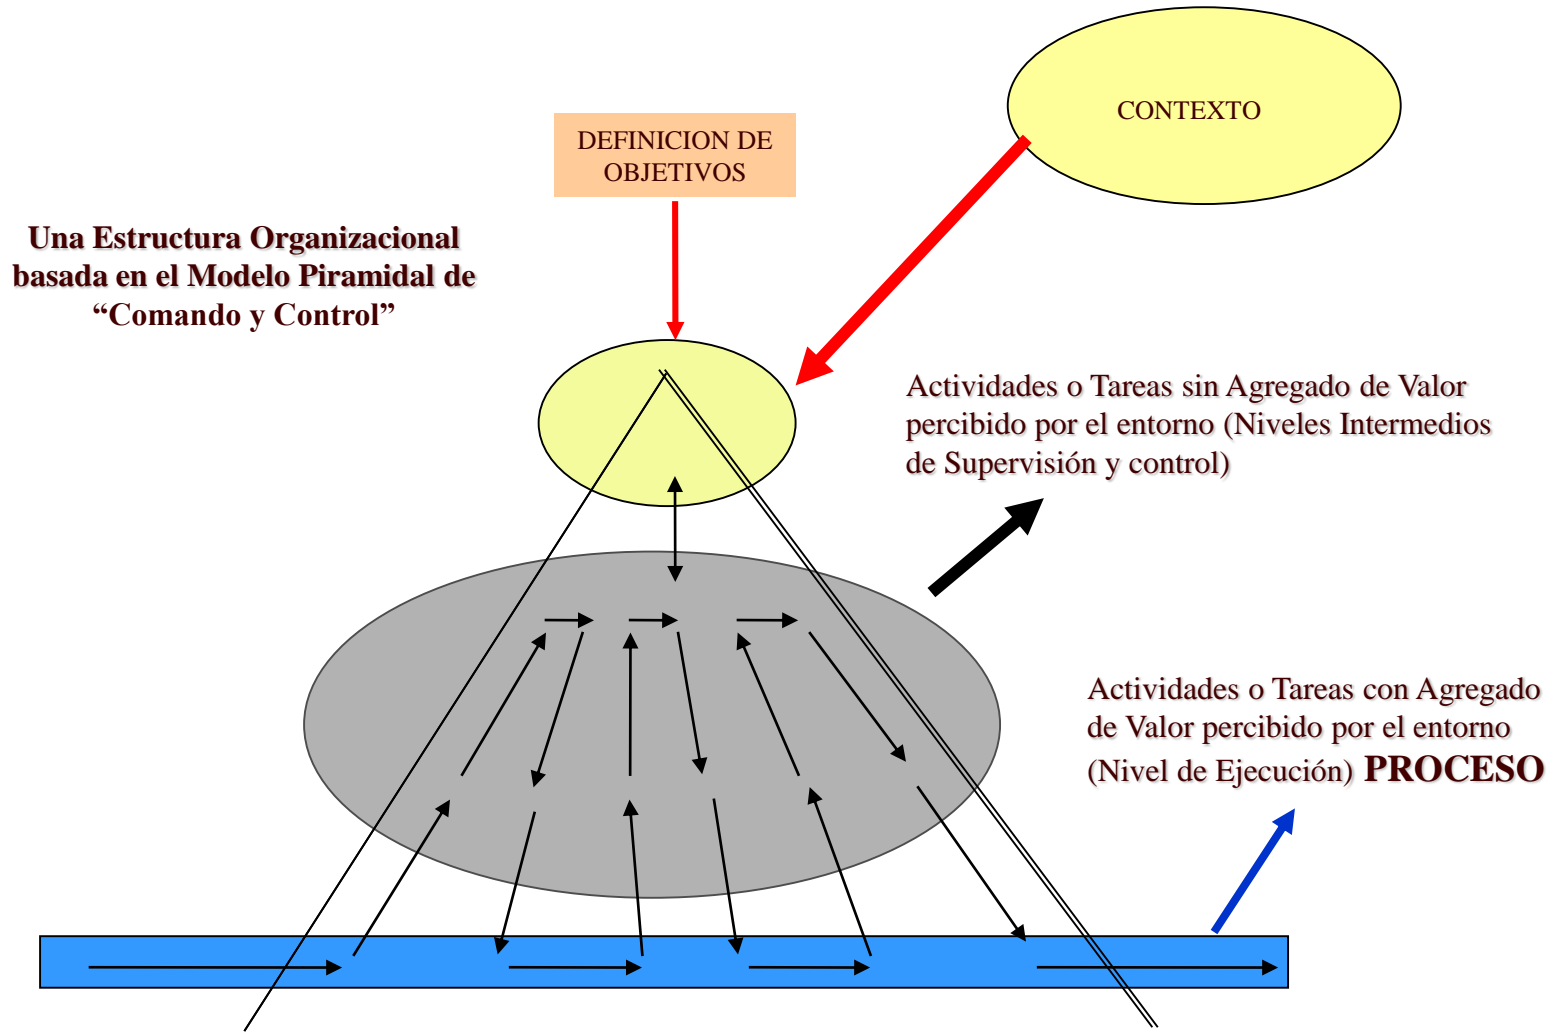 CONTEXTO
DEFINICION DE
OBJETIVOS
Una Estructura Organizacional
basada en el Modelo Piramidal de
“Comando y Control”
Actividades o Tareas sin Agregado de Valor
percibido por el entorno (Niveles Intermedios
de Supervisión y control)
Actividades o Tareas con Agregado
de Valor percibido por el entorno
(Nivel de Ejecución) PROCESO